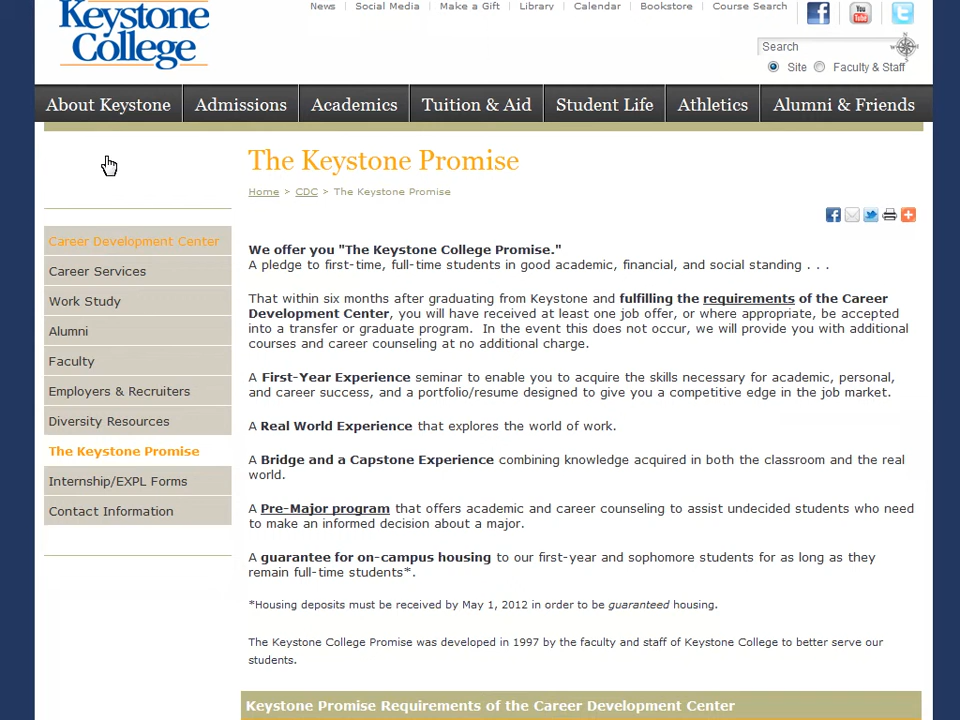 Keystone
College
News | Social Media | Make a Gift | Library | Calendar | Bookstore | Course Search
You Tube
Search
Site Faculty & Staff
About Keystone Admissions Academics Tuition & Aid Student Life Athletics Alumni & Friends
The Keystone Promise
Home > CDC > The Keystone Promise
Career Development Center
Career Services
Work Study
Alumni
Faculty
Employers & Recruiters
Diversity Resources
The Keystone Promise
Internship/EXPL Forms
Contact Information
We offer you "The Keystone College Promise."
A pledge to first-time, full-time students in good academic, financial, and social standing . . .
That within six months after graduating from Keystone and fulfilling the requirements of the Career
Development Center, you will have received at least one job offer, or where appropriate, be accepted
into a transfer or graduate program. In the event this does not occur, we will provide you with additional
courses and career counseling at no additional charge.
A First-Year Experience seminar to enable you to acquire the skills necessary for academic, personal,
and career success, and a portfolio/resume designed to give you a competitive edge in the job market.
A Real World Experience that explores the world of work.
A Bridge and a Capstone Experience combining knowledge acquired in both the classroom and the real
world.
A Pre-Major program that offers academic and career counseling to assist undecided students who need
to make an informed decision about a major.
A guarantee for on-campus housing to our first-year and sophomore students for as long as they
remain full-time students*.
*Housing deposits must be received by May 1, 2012 in order to be guaranteed housing.
The Keystone College Promise was developed in 1997 by the faculty and staff of Keystone College to better serve our
students.
Keystone Promise Requirements of the Career Development Center